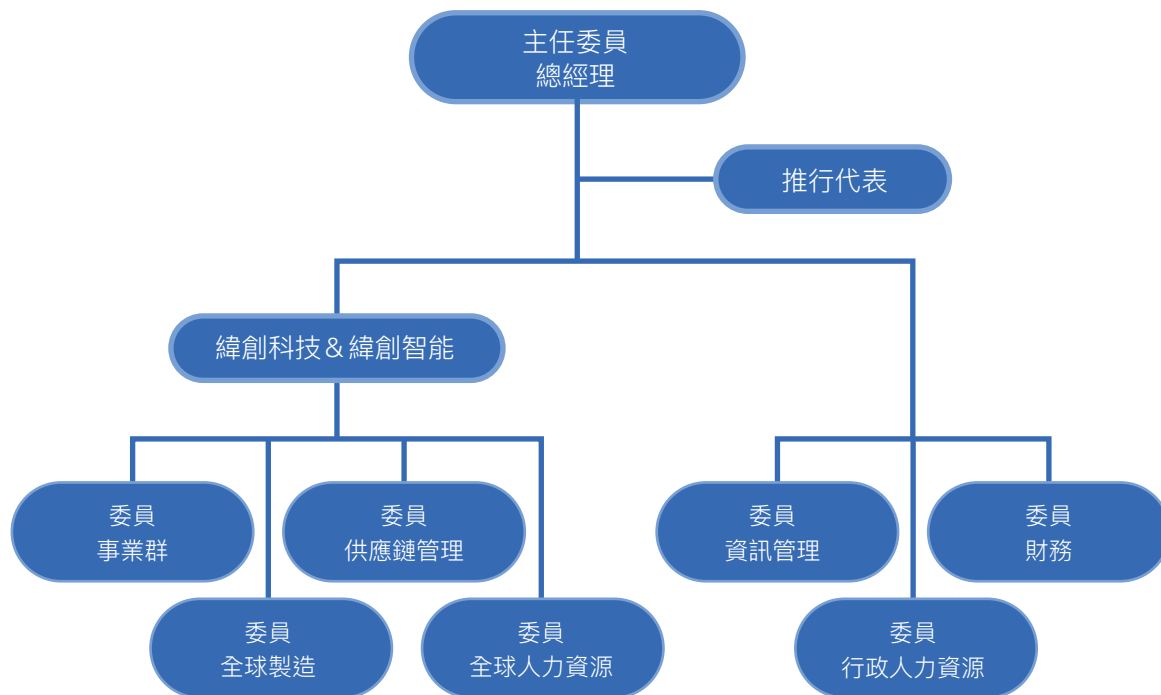 主任委員
總經理
推行代表
緯創科技＆緯創智能
委員
事業群
委員
供應鏈管理
委員
資訊管理
委員
財務
委員
全球製造
委員
全球人力資源
委員
行政人力資源